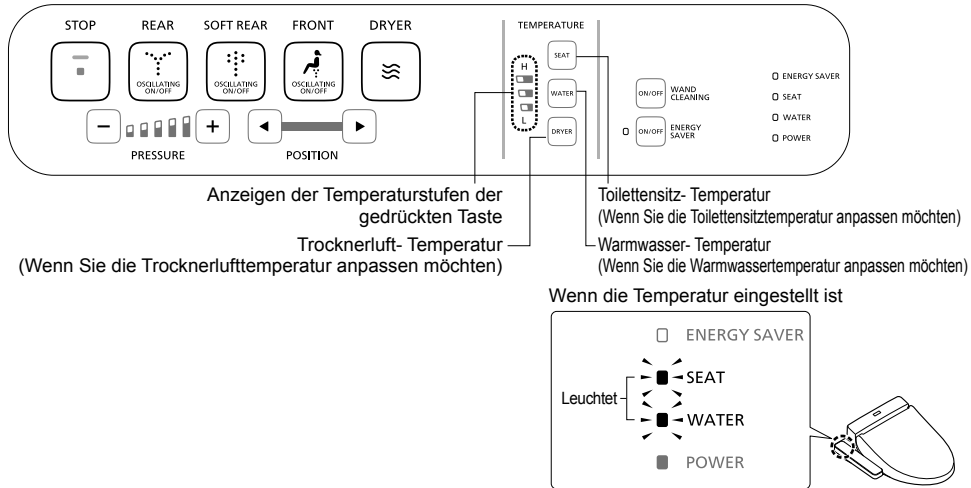 STOP REAR SOFT REAR FRONT DRYER
OSCILLATING
ON/OFF
OSCILLATING
ON/OFF
OSCILLATING
ON/OFF
− +
PRESSURE
POSITION
TEMPERATURE
H
L
SEAT
WATER
DRYER
ON/OFF
WAND
CLEANING
ON/OFF
ENERGY
SAVER
ENERGY SAVER
SEAT
WATER
POWER
Anzeigen der Temperaturstufen der
gedrückten Taste
Trocknerluft- Temperatur
(Wenn Sie die Trocknerlufttemperatur anpassen möchten)
Toilettensitz- Temperatur
(Wenn Sie die Toilettensitztemperatur anpassen möchten)
Warmwasser- Temperatur
(Wenn Sie die Warmwassertemperatur anpassen möchten)
Wenn die Temperatur eingestellt ist
ENERGY SAVER
SEAT
Leuchtet
WATER
POWER